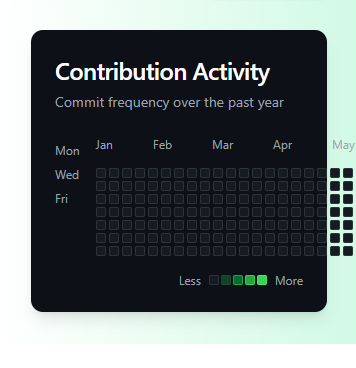 Contribution Activity
Commit frequency over the past year
Jan Feb Mar Apr May
Mon
Wed
Fri
Less More